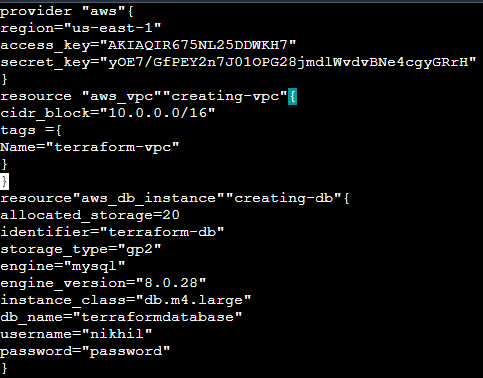 provider "aws"{
region="us-east-1"
access_key="AKIAQIR675NL25DDWKH7"
secret_key="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"
}
resource "aws_vpc""creating-vpc"{
cidr_block="10.0.0.0/16"
tags ={
Name="terraform-vpc"
}
}
resource"aws_db_instance""creating-db"{
allocated_storage=20
identifier="terraform-db"
storage_type="gp2"
engine="mysql"
engine_version="8.0.28"
instance_class="db.m4.large"
db_name="terraformdatabase"
username="nikhil"
password="password"
}